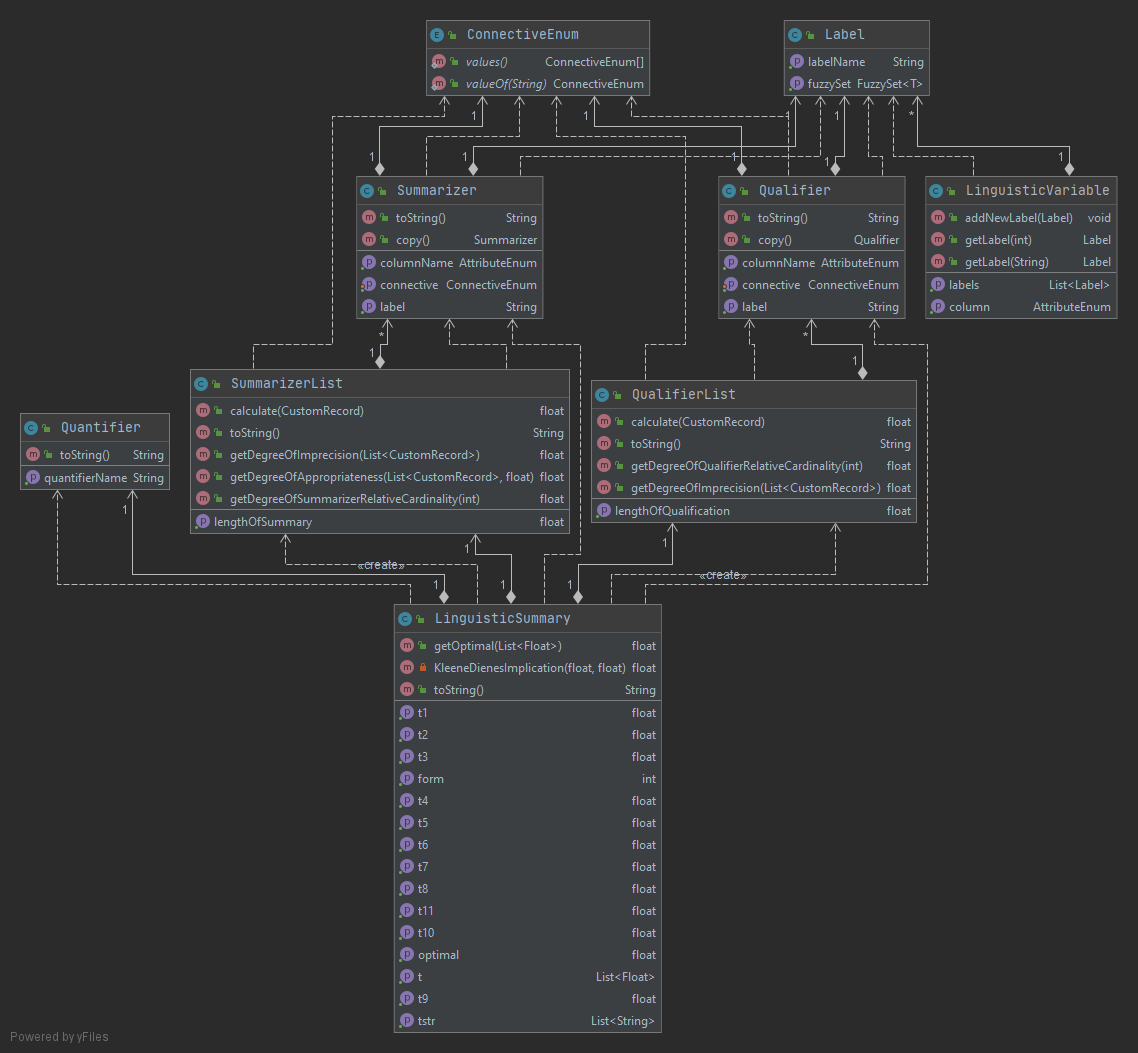 ConnectiveEnum
values() ConnectiveEnum[]
valueOf(String) ConnectiveEnum
Label
labelName String
fuzzySet FuzzySet<T>
1
1
1
*
1
1
1
1
1
Summarizer
toString() String
copy() Summarizer
columnName AttributeEnum
connective ConnectiveEnum
label String
Qualifier
toString() String
copy() Qualifier
columnName AttributeEnum
connective ConnectiveEnum
label String
LinguisticVariable
addNewLabel(Label) void
getLabel(int) Label
getLabel(String) Label
labels List<Label>
column AttributeEnum
*
1
*
1
SummarizerList
calculate(CustomRecord) float
toString() String
getDegreeOfImprecision(List<CustomRecord>) float
getDegreeOfAppropriateness(List<CustomRecord>, float) float
getDegreeOfSummarizerRelativeCardinality(int) float
lengthOfSummary float
QualifierList
calculate(CustomRecord) float
toString() String
getDegreeOfQualifierRelativeCardinality(int) float
getDegreeOfImprecision(List<CustomRecord>) float
lengthOfQualification float
Quantifier
toString() String
quantifierName String
1
1
1
«create»
«create»
1
1
1
LinguisticSummary
getOptimal(List<Float>) float
KleeneDienesImplication(float, float) float
toString() String
t1 float
t2 float
t3 float
form int
t4 float
t5 float
t6 float
t7 float
t8 float
t11 float
t10 float
optimal float
t List<Float>
t9 float
tstr List<String>
Powered by yFiles